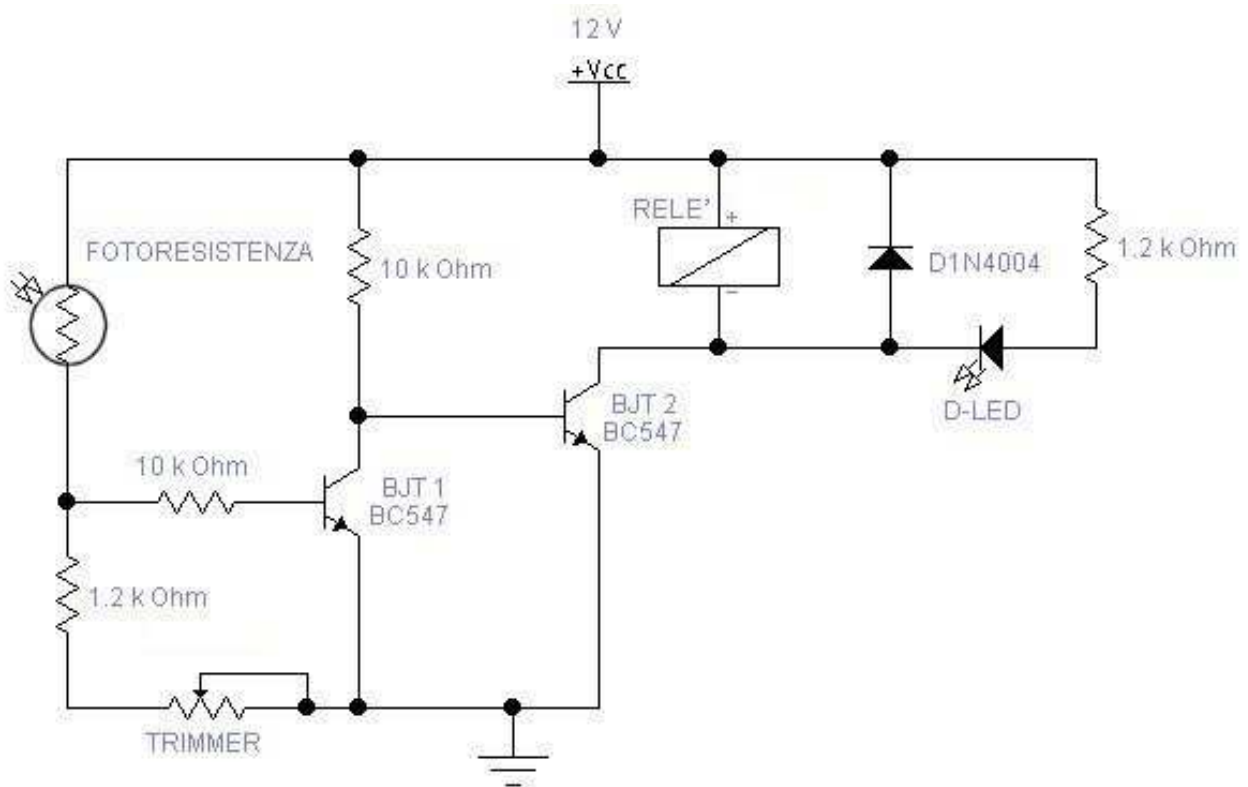 12 V
+Vcc
RELE'
+
FOTORESISTENZA
10 k Ohm
D1N4004
1.2 k Ohm
-
BJT 2
BC547
D-LED
10 k Ohm
BJT 1
BC547
1.2 k Ohm
TRIMMER